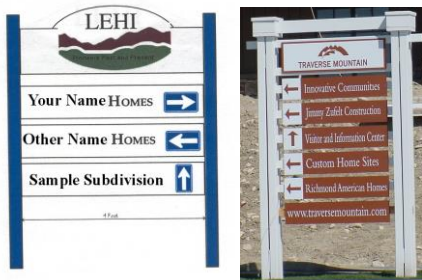 LEHI
Your Name HOMES
Other Name HOMES
Sample Subdivision
4 Feet
TRAVERSE MOUNTAIN
Innovative Communities
Jimmy Zufelt Construction
Visitor and Information Center
Custom Home Sites
Richmond American Homes
www.traversemountain.com